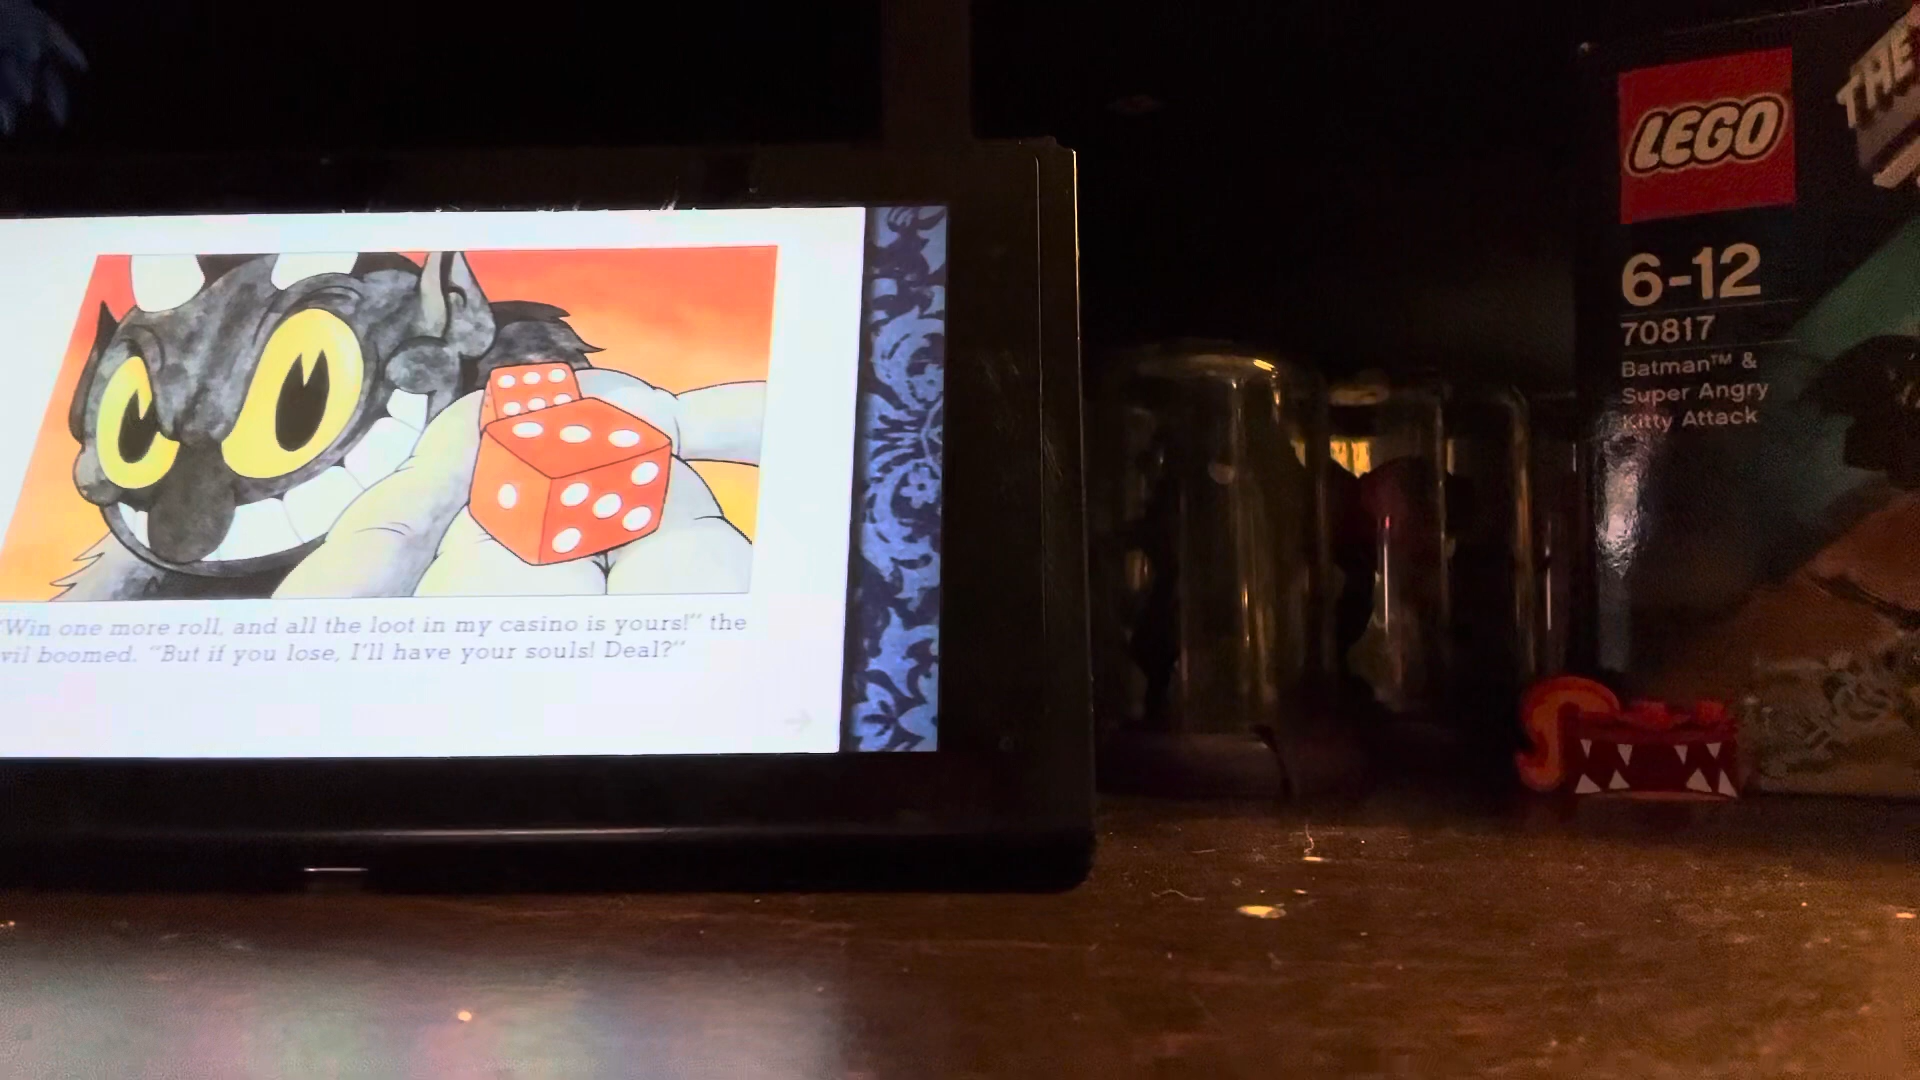 "Win one more roll, and all the loot in my casino is yours!" the
vil boomed. "But if you lose, I'll have your souls! Deal?"
LEGO
THE
6-12
70817
Batman™ &
Super Angry
Kitty Attack